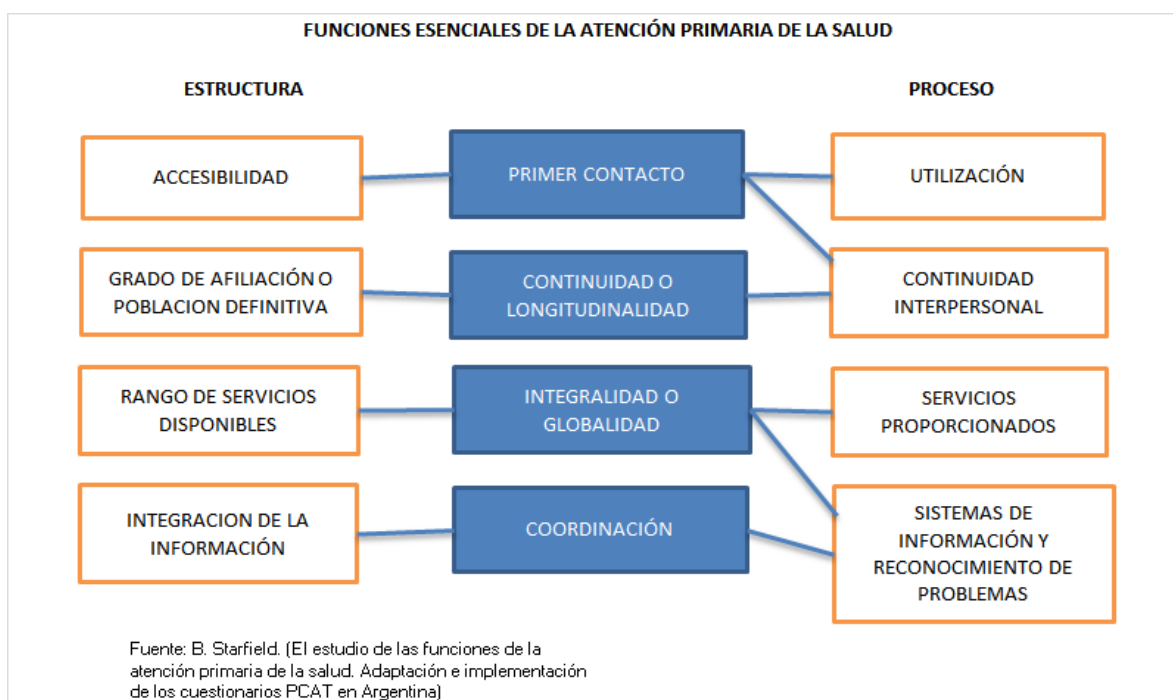 FUNCIONES ESENCIALES DE LA ATENCIÓN PRIMARIA DE LA SALUD
ESTRUCTURA
PROCESO
ACCESIBILIDAD
PRIMER CONTACTO
UTILIZACIÓN
GRADO DE AFILIACIÓN O
POBLACION DEFINITIVA
CONTINUIDAD O
LONGITUDINALIDAD
CONTINUIDAD
INTERPERSONAL
RANGO DE SERVICIOS
DISPONIBLES
INTEGRALIDAD O
GLOBALIDAD
SERVICIOS
PROPORCIONADOS
INTEGRACION DE LA
INFORMACIÓN
COORDINACIÓN
SISTEMAS DE
INFORMACIÓN Y
RECONOCIMIENTO DE
PROBLEMAS
Fuente: B. Starfield. (El estudio de las funciones de la
atención primaria de la salud. Adaptación e implementación
de los cuestionarios PCAT en Argentina)